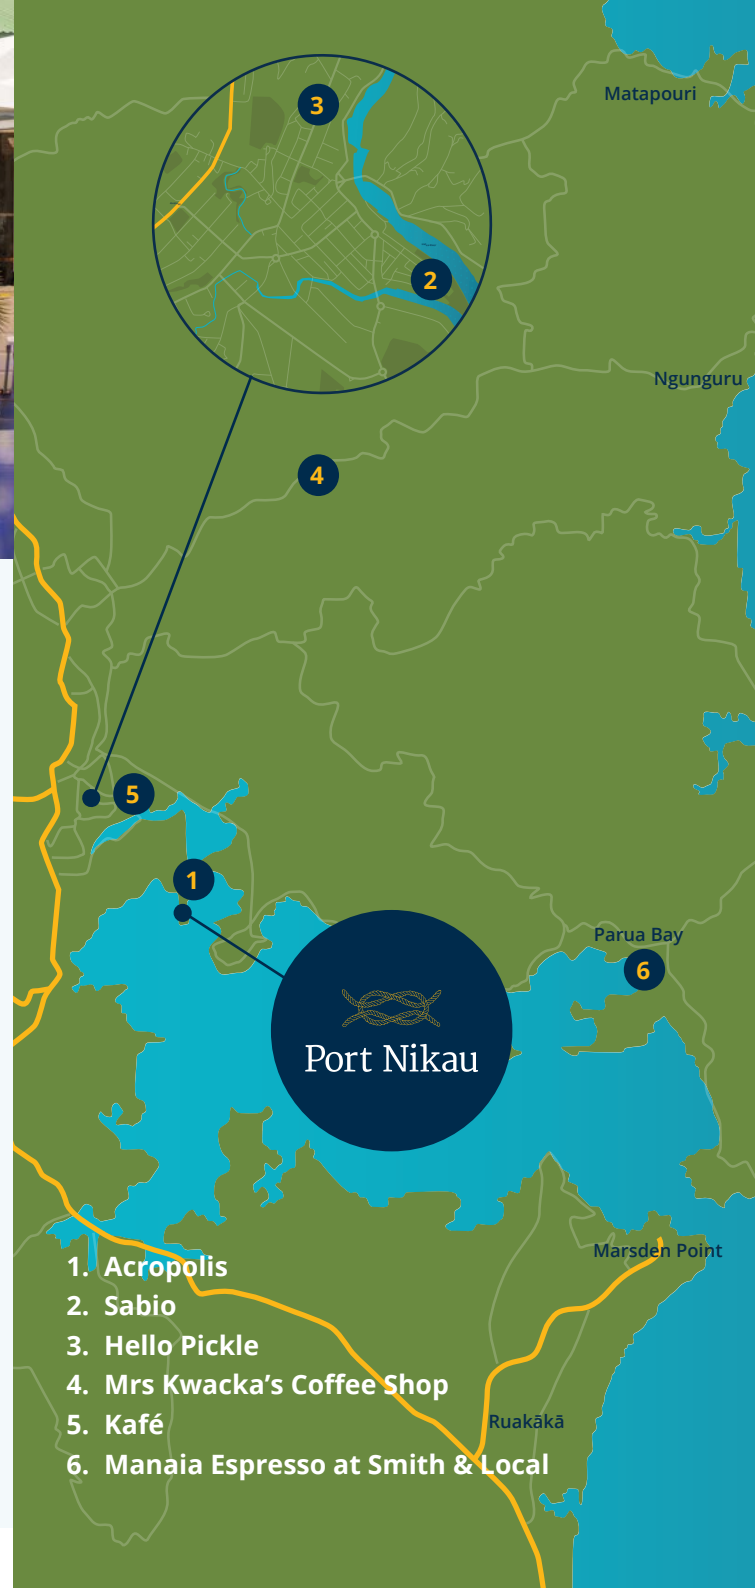 Matapouri
3
2
Ngunguru
4
5
1
Parua Bay
6
Port Nikau
Marsden Point
1. Acropolis
2. Sabio
3. Hello Pickle
4. Mrs Kwacka’s Coffee Shop
5. Kafé
Ruakākā
6. Manaia Espresso at Smith & Local